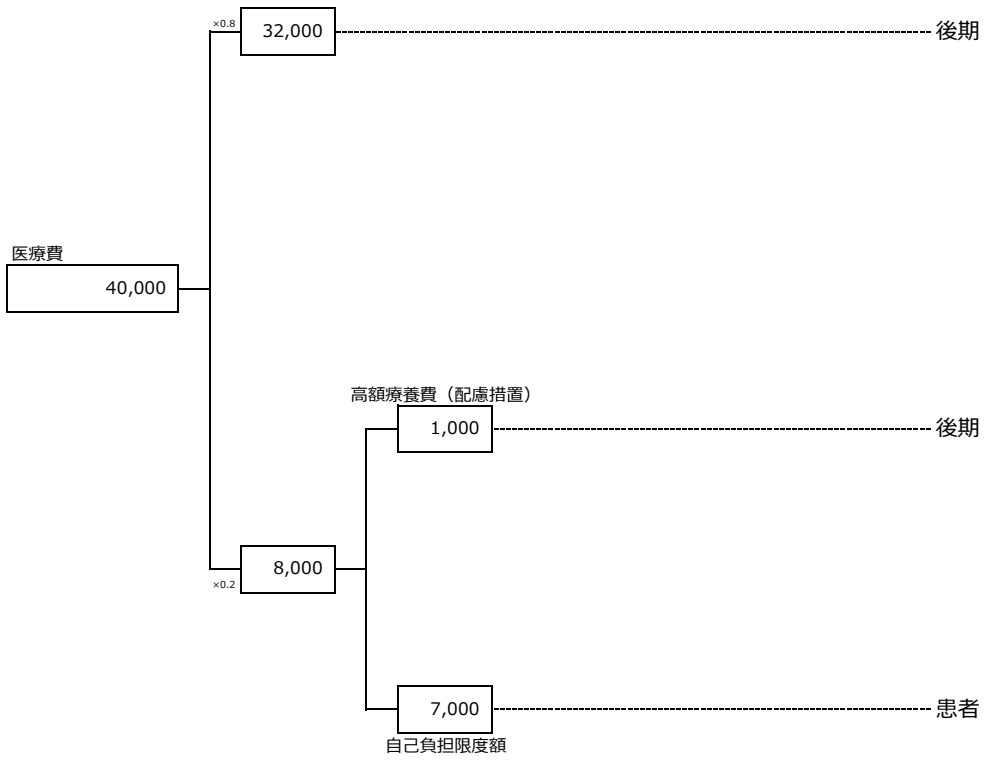 ×0.8
32,000
後期
医療費
40,000
高額療養費（配慮措置）
1,000
後期
8,000
×0.2
7,000
患者
自己負担限度額